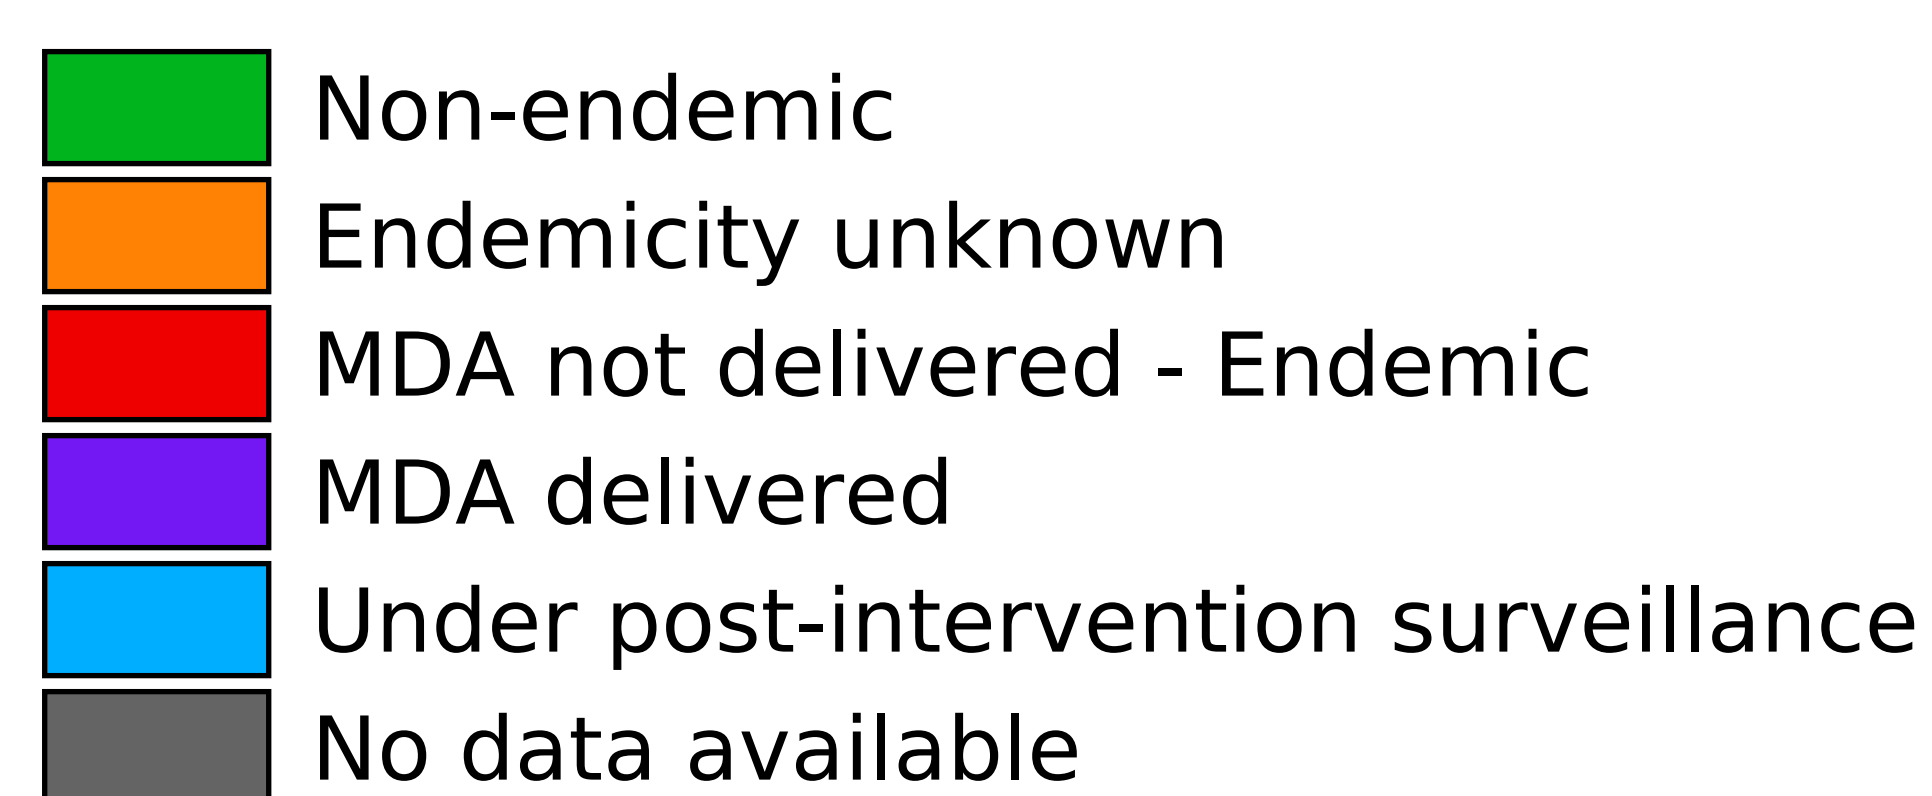 Non-endemic
Endemicity unknown
MDA not delivered - Endemic
MDA delivered
Under post-intervention surveillance
No data available